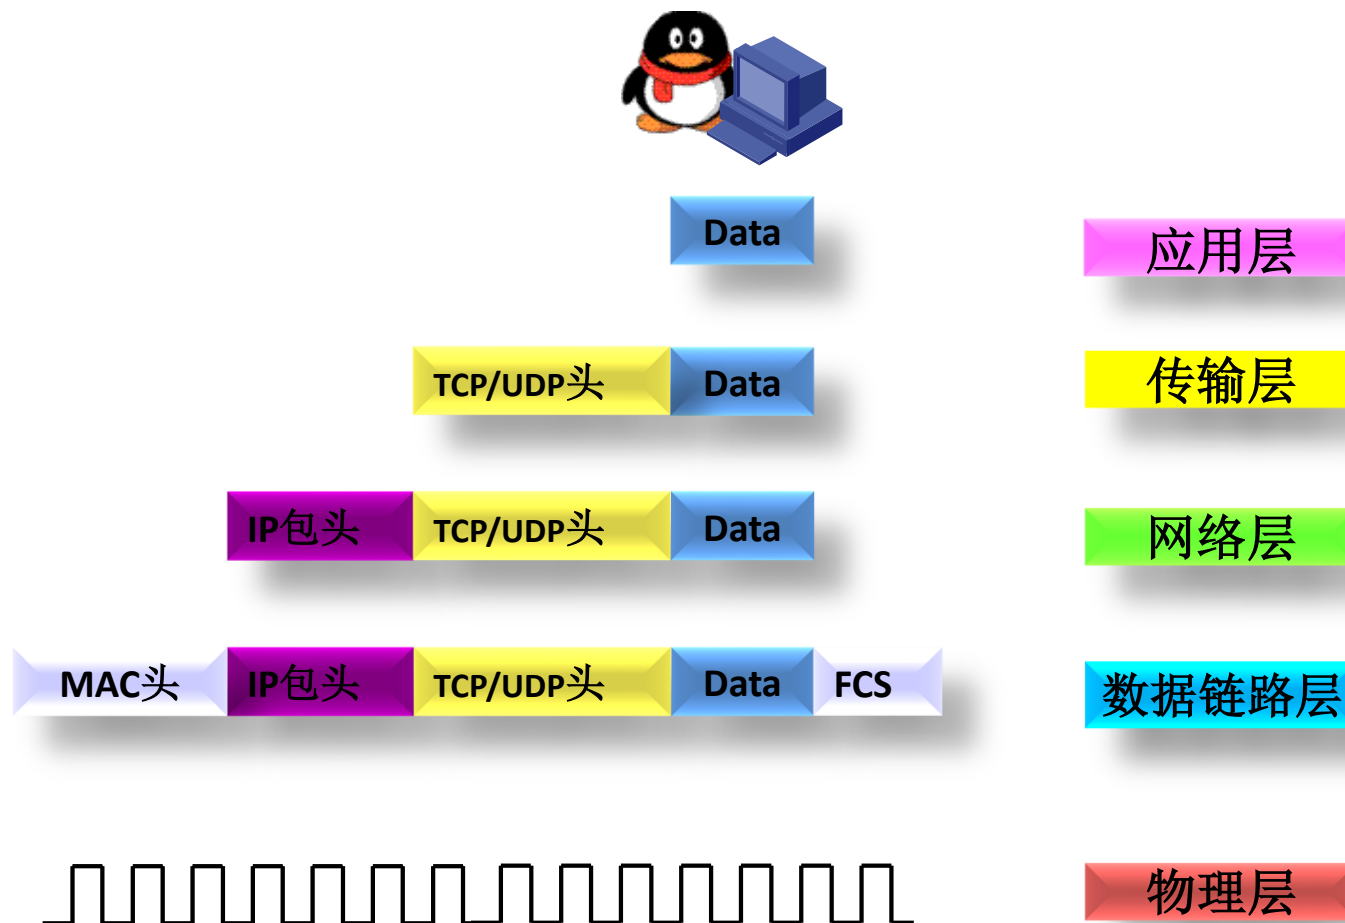 Data
应用层
TCP/UDP头 Data
传输层
IP包头 TCP/UDP头 Data
网络层
MAC头 IP包头 TCP/UDP头 Data FCS
数据链路层
物理层